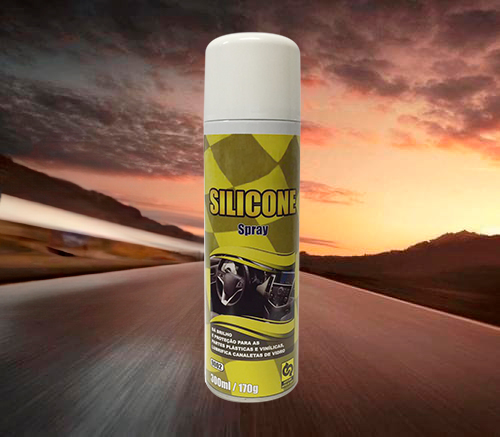 SILICONE
Spray
DÁ BRILHO
E PROTEÇÃO PARA AS
PARTES PLÁSTICAS E VINÍLICAS,
LUBRIFICA CANALETAS DE VIDRO
300ml / 170g